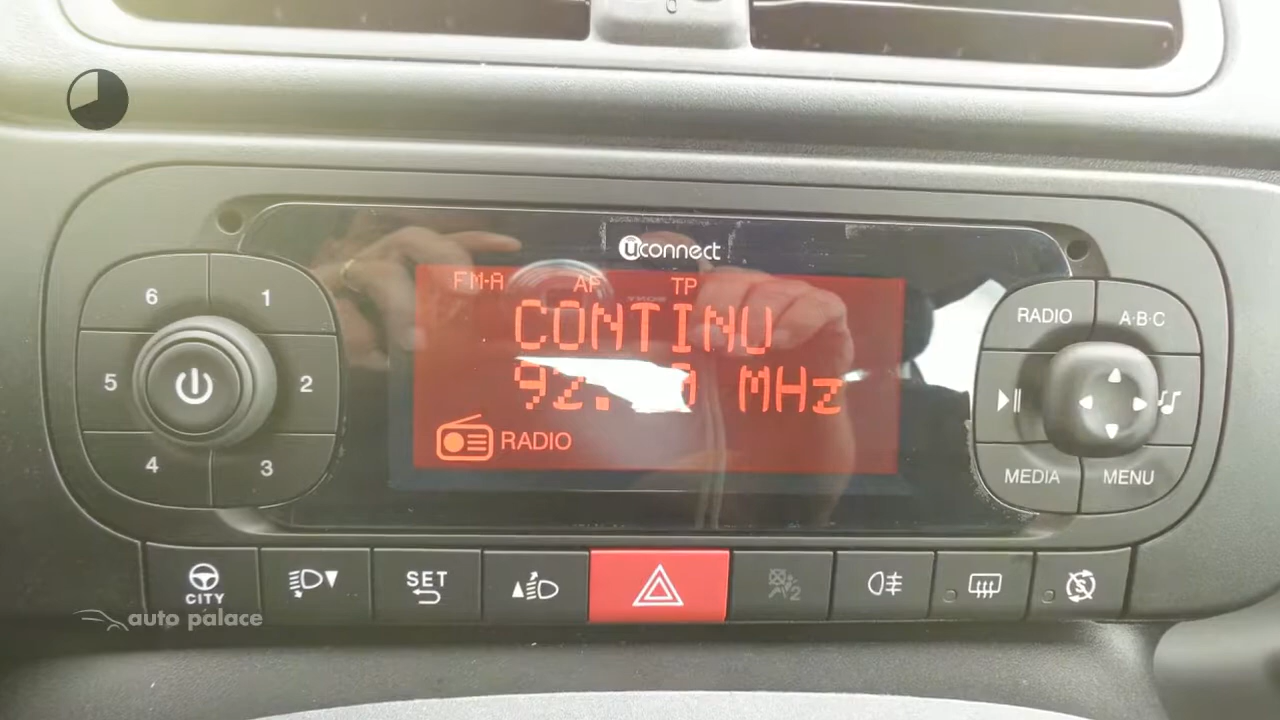 uconnect
FM-A AF TP
CONTINU
MHz
RADIO
6 1
5 2
4 3
RADIO A·B·C
MEDIA MENU
CITY
SET
2
auto palace